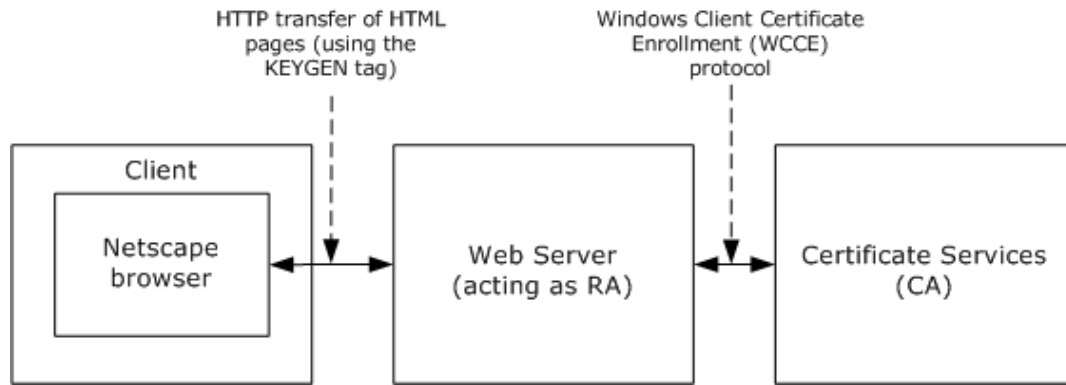 HTTP transfer of HTML
pages (using the
KEYGEN tag)
Windows Client Certificate
Enrollment (WCCE)
protocol
Client
Netscape
browser
Web Server
(acting as RA)
Certificate Services
(CA)